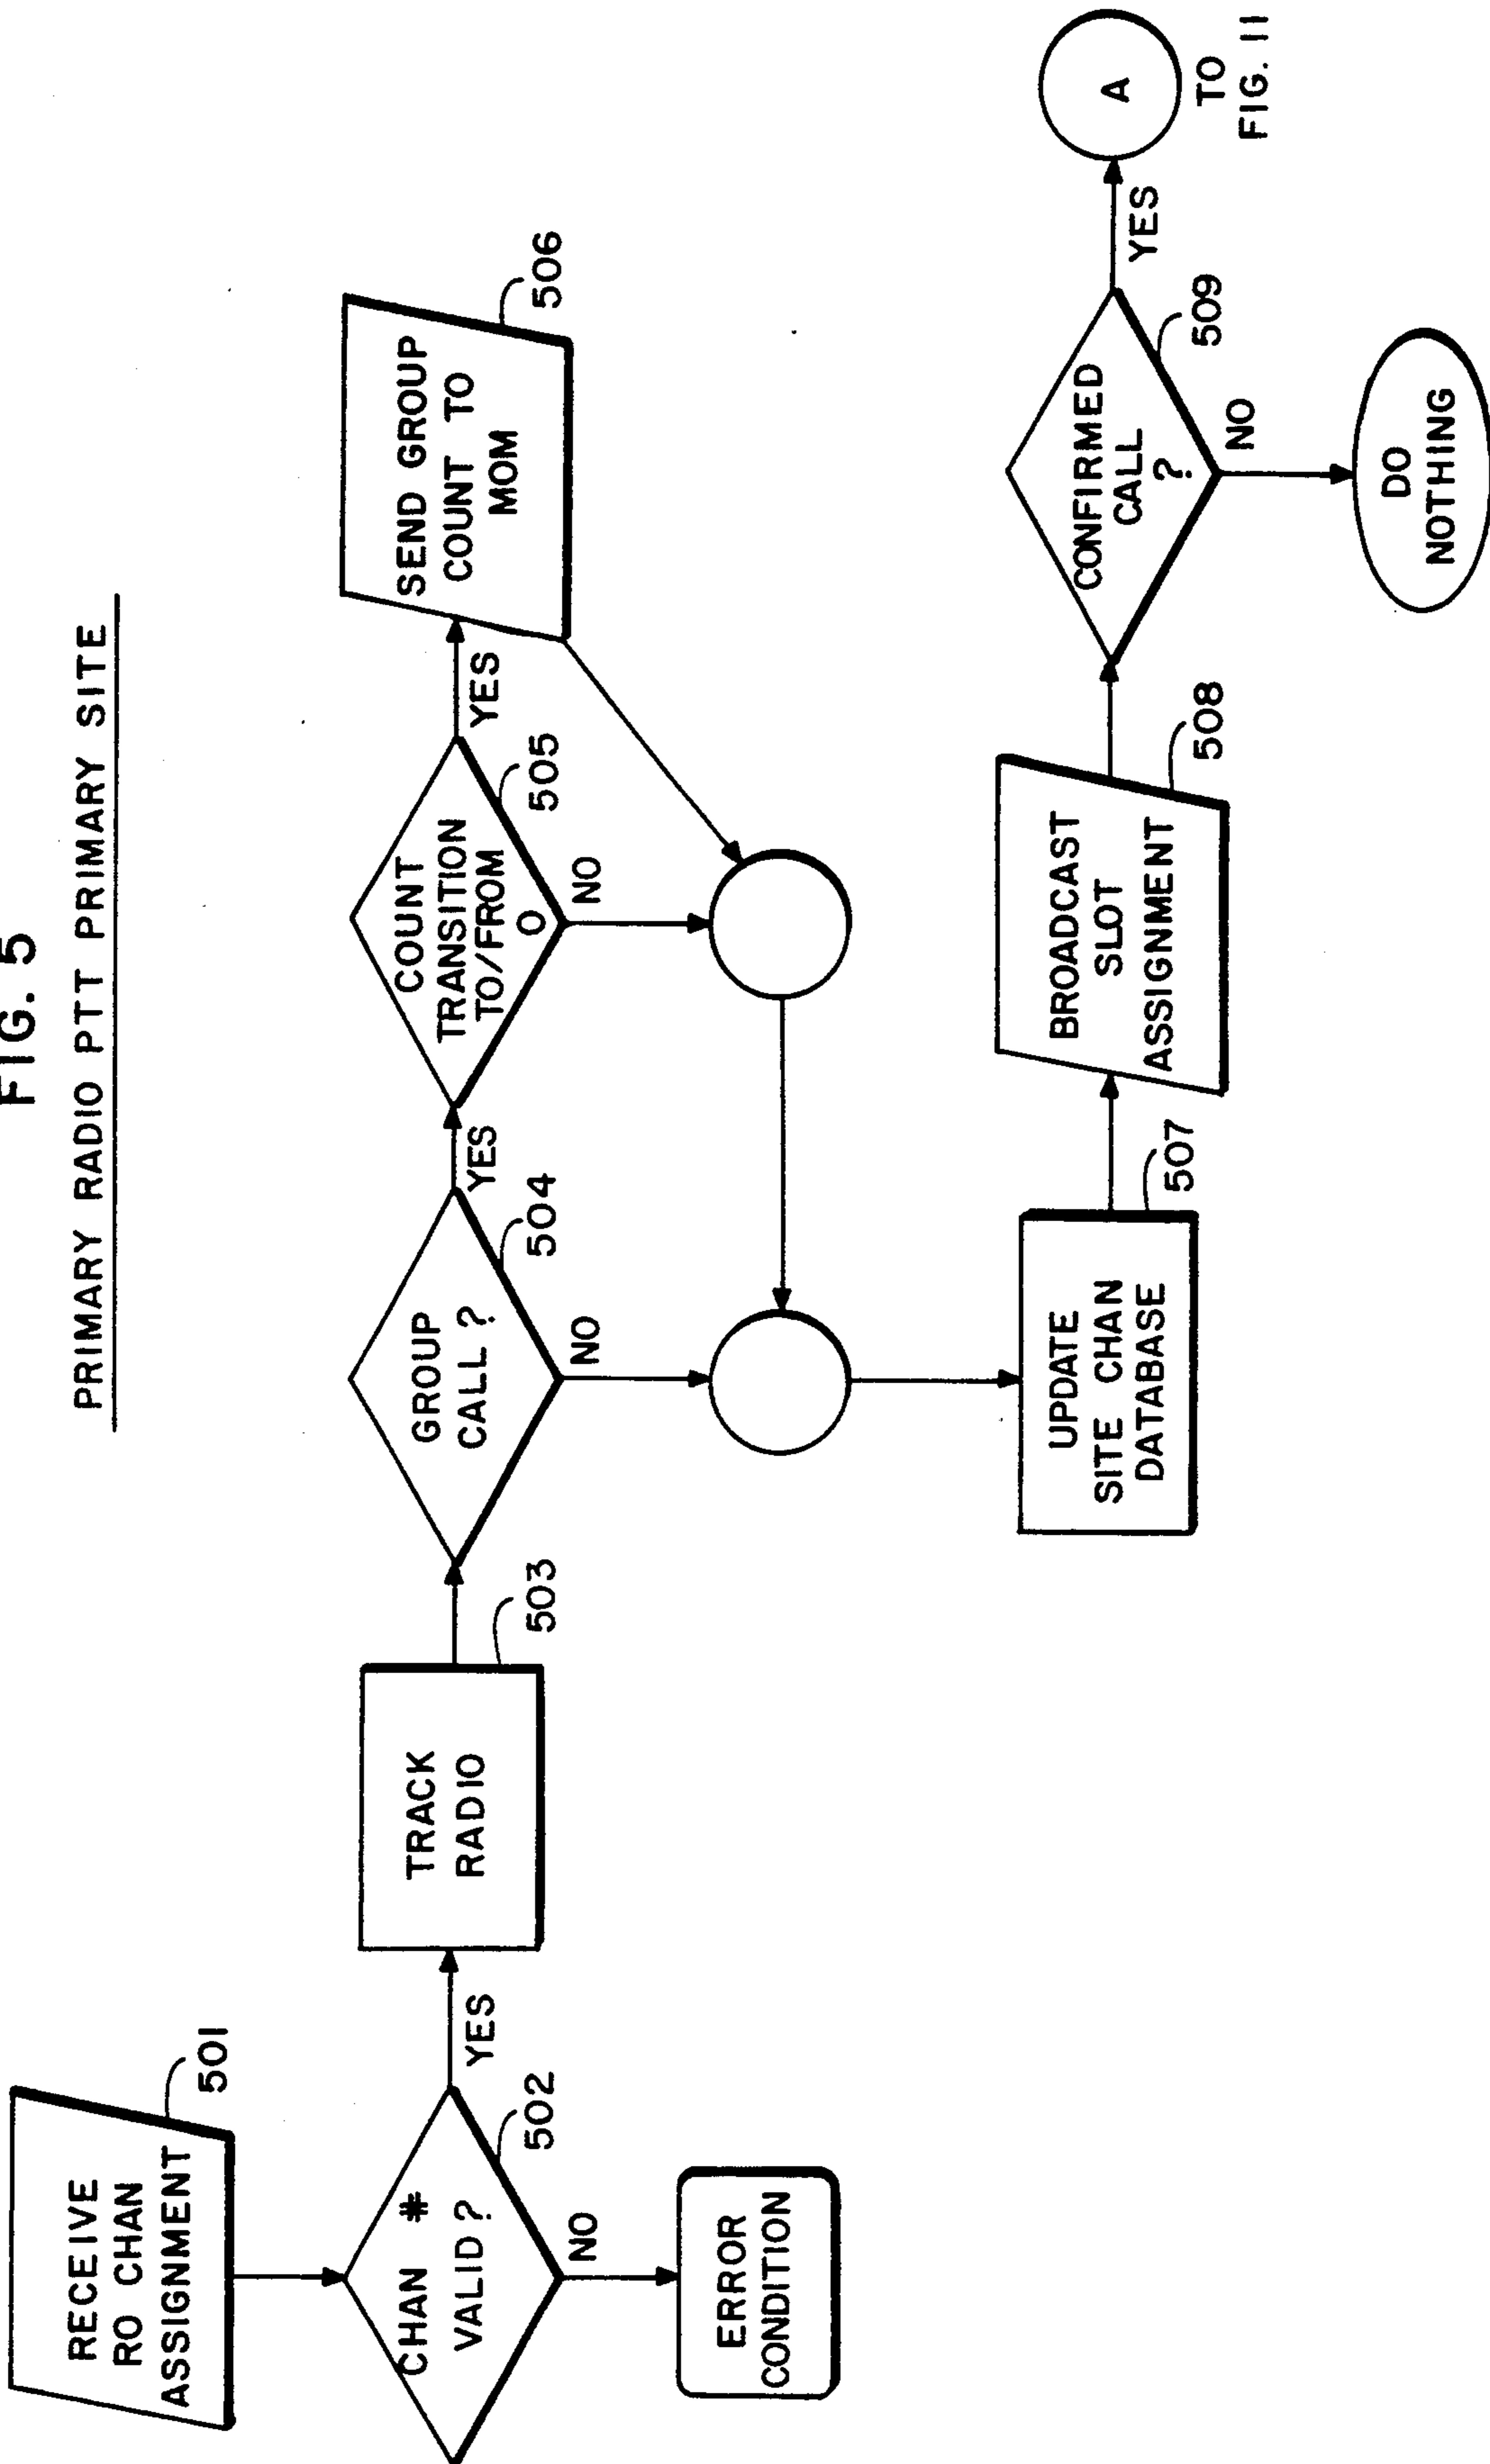 FIG. 5
PRIMARY RADIO PTT PRIMARY SITE
RECEIVE
RO CHAN
ASSIGNMENT
501
CHAN #
VALID?
502
YES
NO
ERROR
CONDITION
TRACK
RADIO
503
GROUP
CALL?
504
YES
NO
COUNT
TRANSITION
TO/FROM
0
505
YES
NO
SEND GROUP
COUNT TO
MOM
506
UPDATE
SITE CHAN
DATABASE
507
BROADCAST
SLOT
ASSIGNMENT
508
CONFIRMED
CALL
?
509
YES
NO
DO
NOTHING
A
TO
FIG. 11